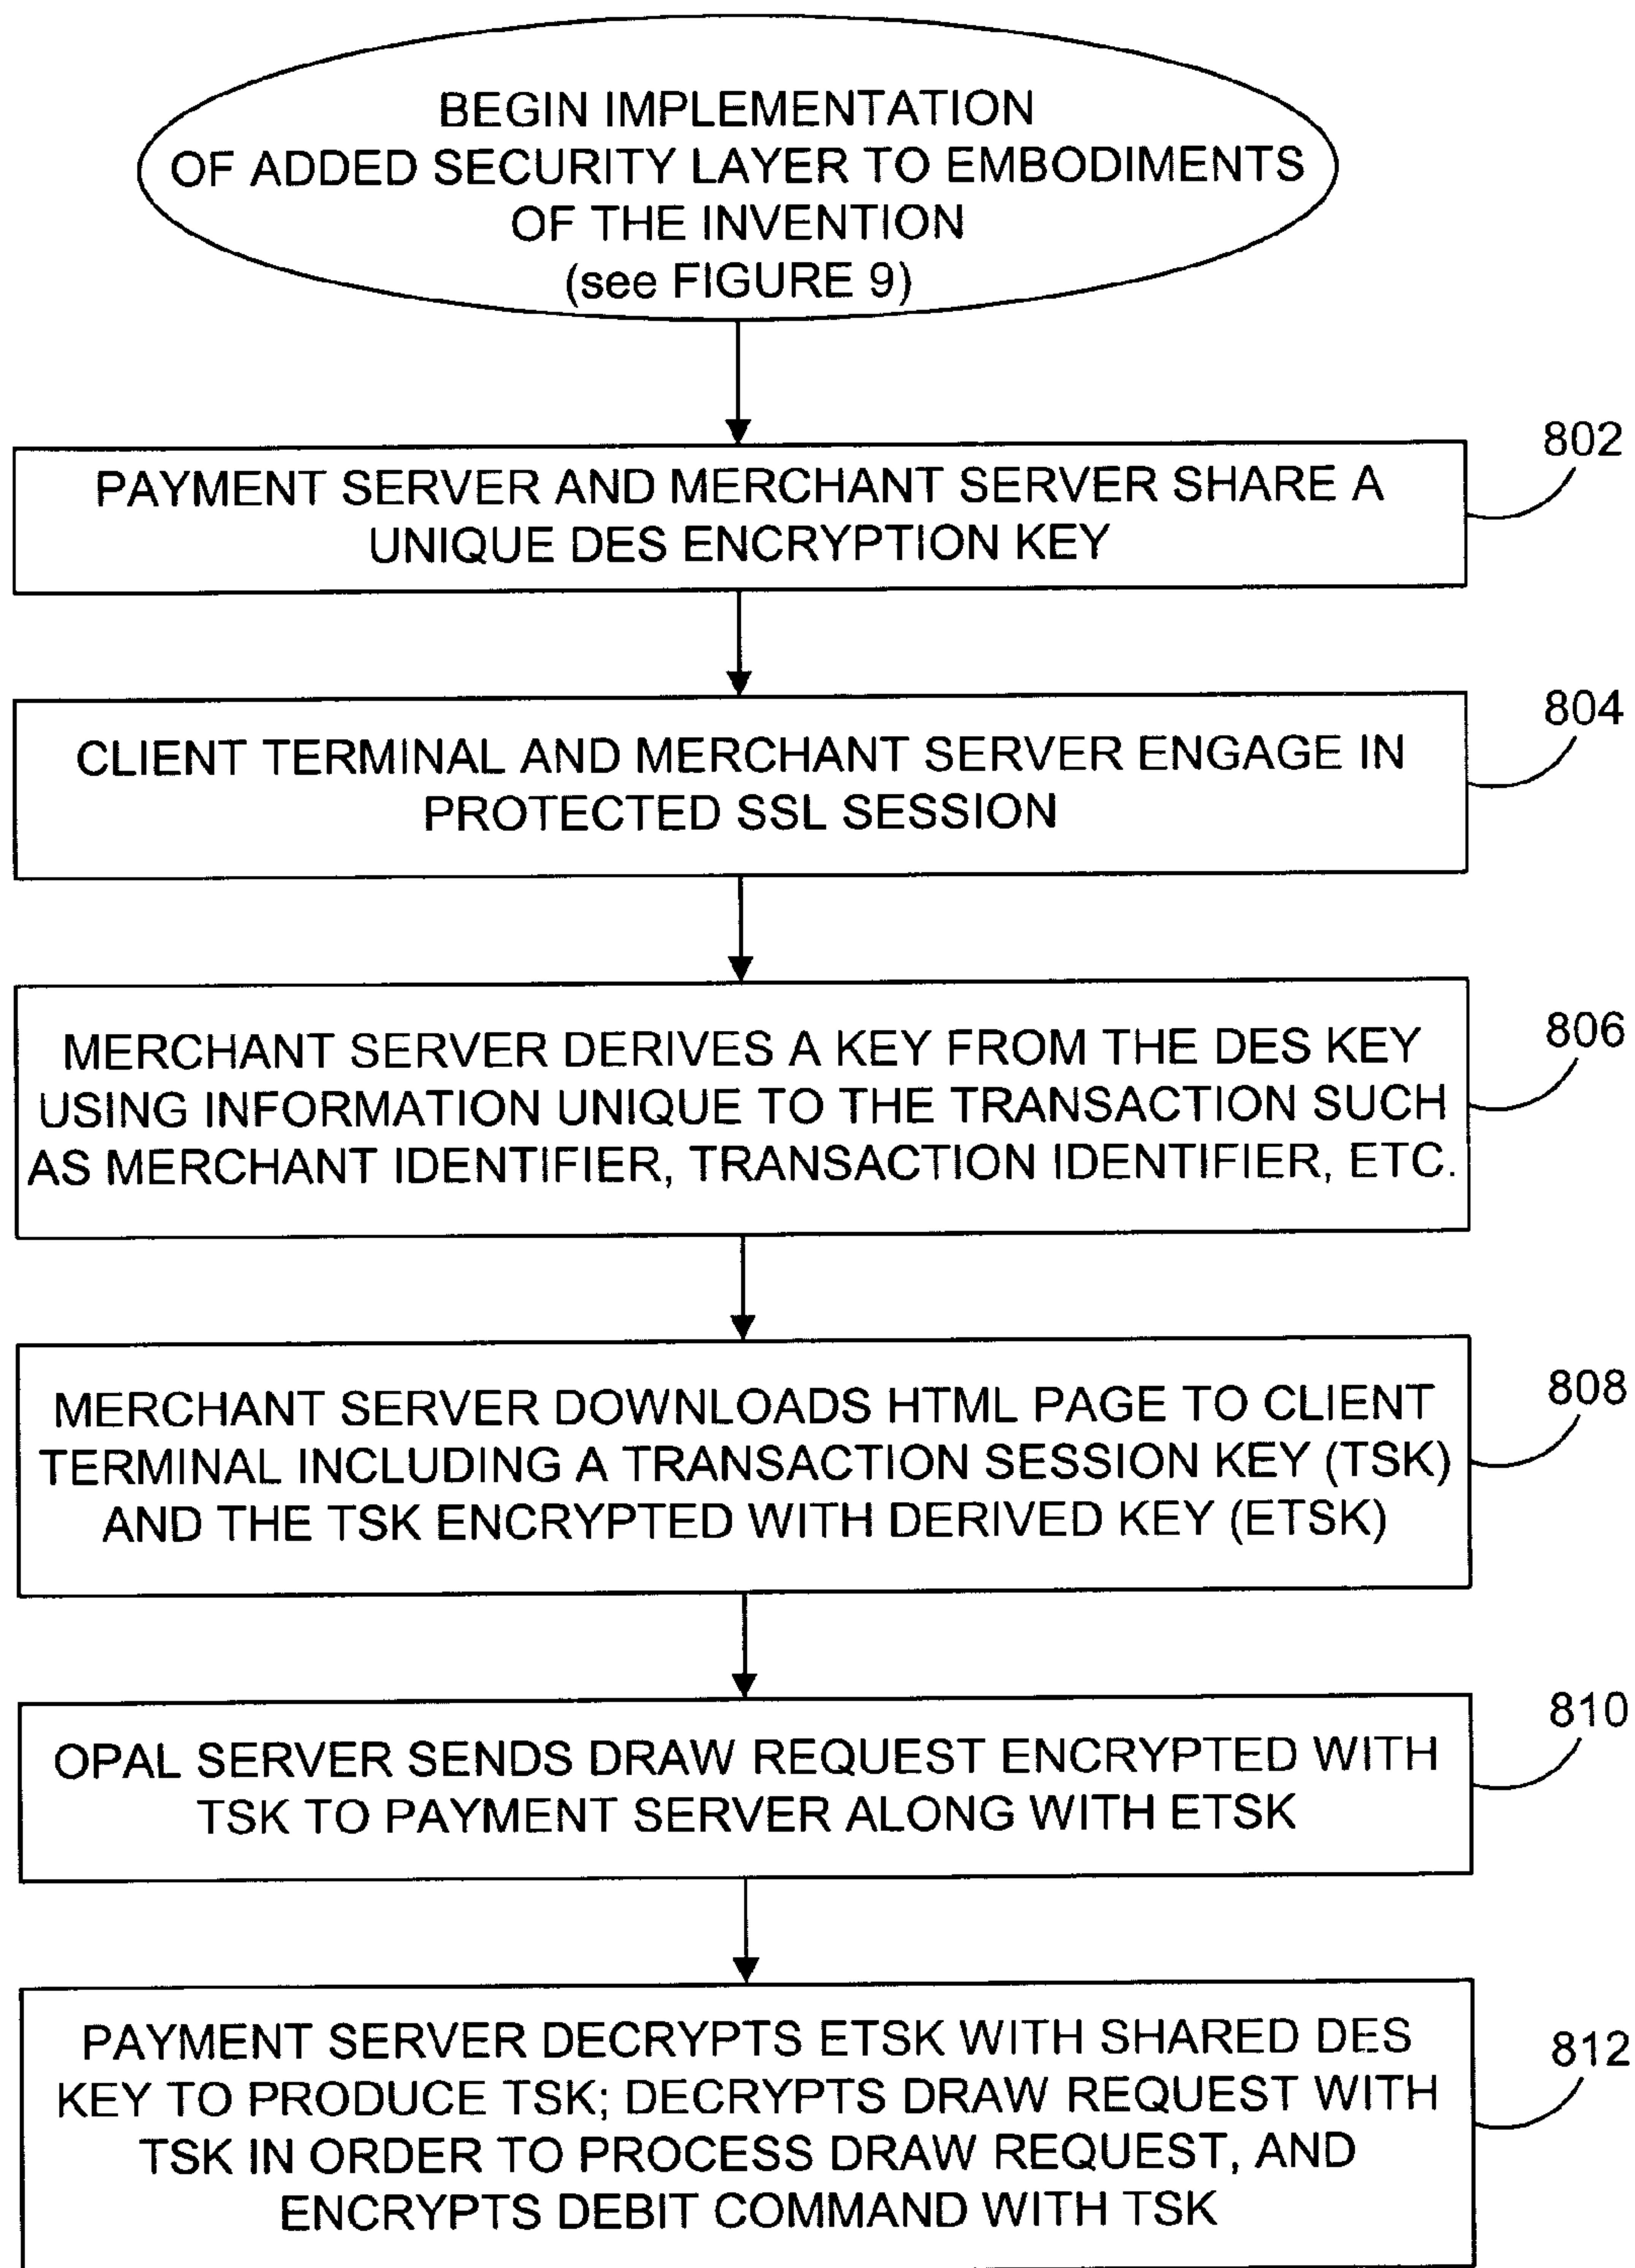 BEGIN IMPLEMENTATION
OF ADDED SECURITY LAYER TO EMBODIMENTS
OF THE INVENTION
(see FIGURE 9)
802
PAYMENT SERVER AND MERCHANT SERVER SHARE A
UNIQUE DES ENCRYPTION KEY
804
CLIENT TERMINAL AND MERCHANT SERVER ENGAGE IN
PROTECTED SSL SESSION
806
MERCHANT SERVER DERIVES A KEY FROM THE DES KEY
USING INFORMATION UNIQUE TO THE TRANSACTION SUCH
AS MERCHANT IDENTIFIER, TRANSACTION IDENTIFIER, ETC.
808
MERCHANT SERVER DOWNLOADS HTML PAGE TO CLIENT
TERMINAL INCLUDING A TRANSACTION SESSION KEY (TSK)
AND THE TSK ENCRYPTED WITH DERIVED KEY (ETSK)
810
OPAL SERVER SENDS DRAW REQUEST ENCRYPTED WITH
TSK TO PAYMENT SERVER ALONG WITH ETSK
812
PAYMENT SERVER DECRYPTS ETSK WITH SHARED DES
KEY TO PRODUCE TSK; DECRYPTS DRAW REQUEST WITH
TSK IN ORDER TO PROCESS DRAW REQUEST, AND
ENCRYPTS DEBIT COMMAND WITH TSK